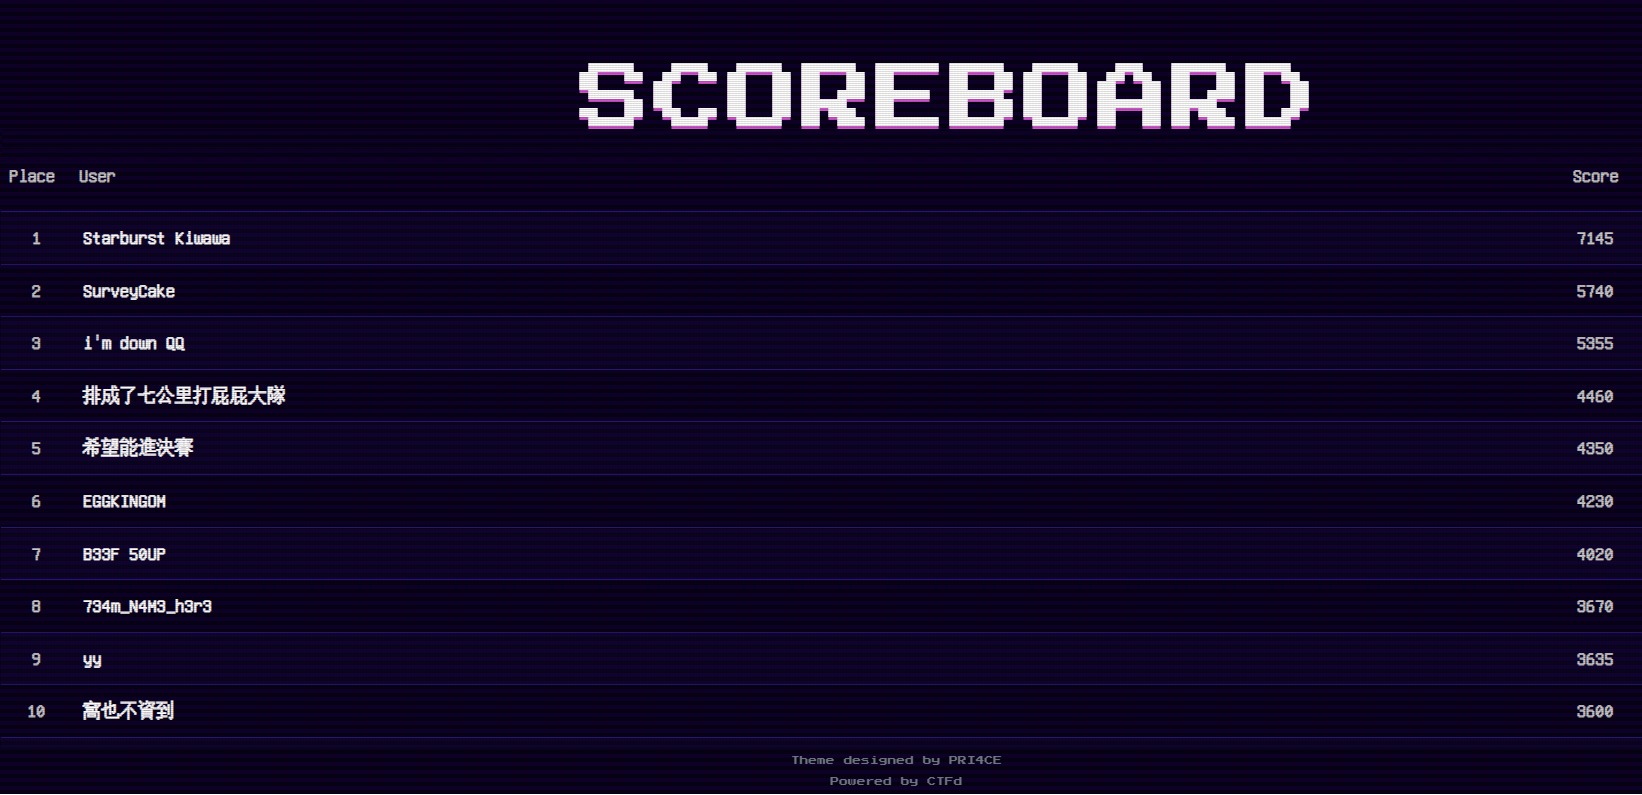 SCOREBOARD
Place User Score
1 Starburst Kiwawa 7145
2 SurveyCake 5740
3 i'm down QQ 5355
4 排成了七公里打屁屁大隊 4460
5 希望能進決賽 4350
6 EGGKINGOM 4230
7 B33F 50UP 4020
8 734m_N4M3_h3r3 3670
9 yy 3635
10 窩也不資到 3600
Theme designed by PRI4CE
Powered by CTFd